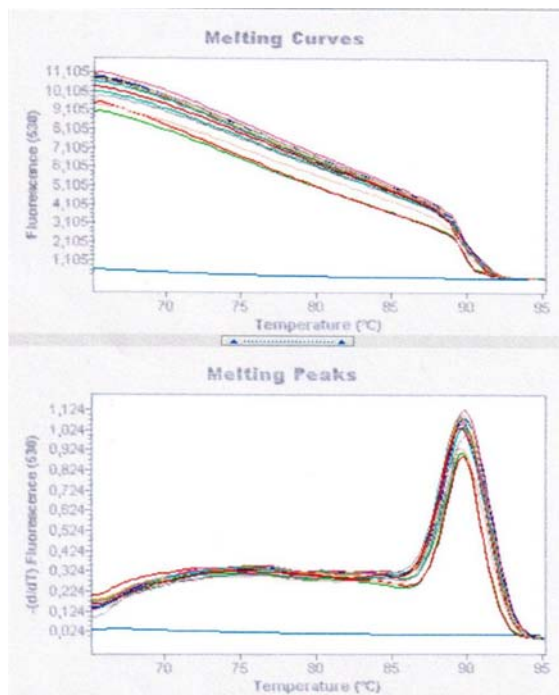 Melting Curves
11,105
10,105
9,105
8,105
7,105
6,105
5,105
4,105
3,105
2,105
1,105
Fluorescence (530)
70 75 80 85 90 95
Temperature (°C)
Melting Peaks
1,124
1,024
0,924
0,824
0,724
0,624
0,524
0,424
0,324
0,224
0,124
0,024
-(d/dT) Fluorescence (530)
70 75 80 85 90 95
Temperature (°C)